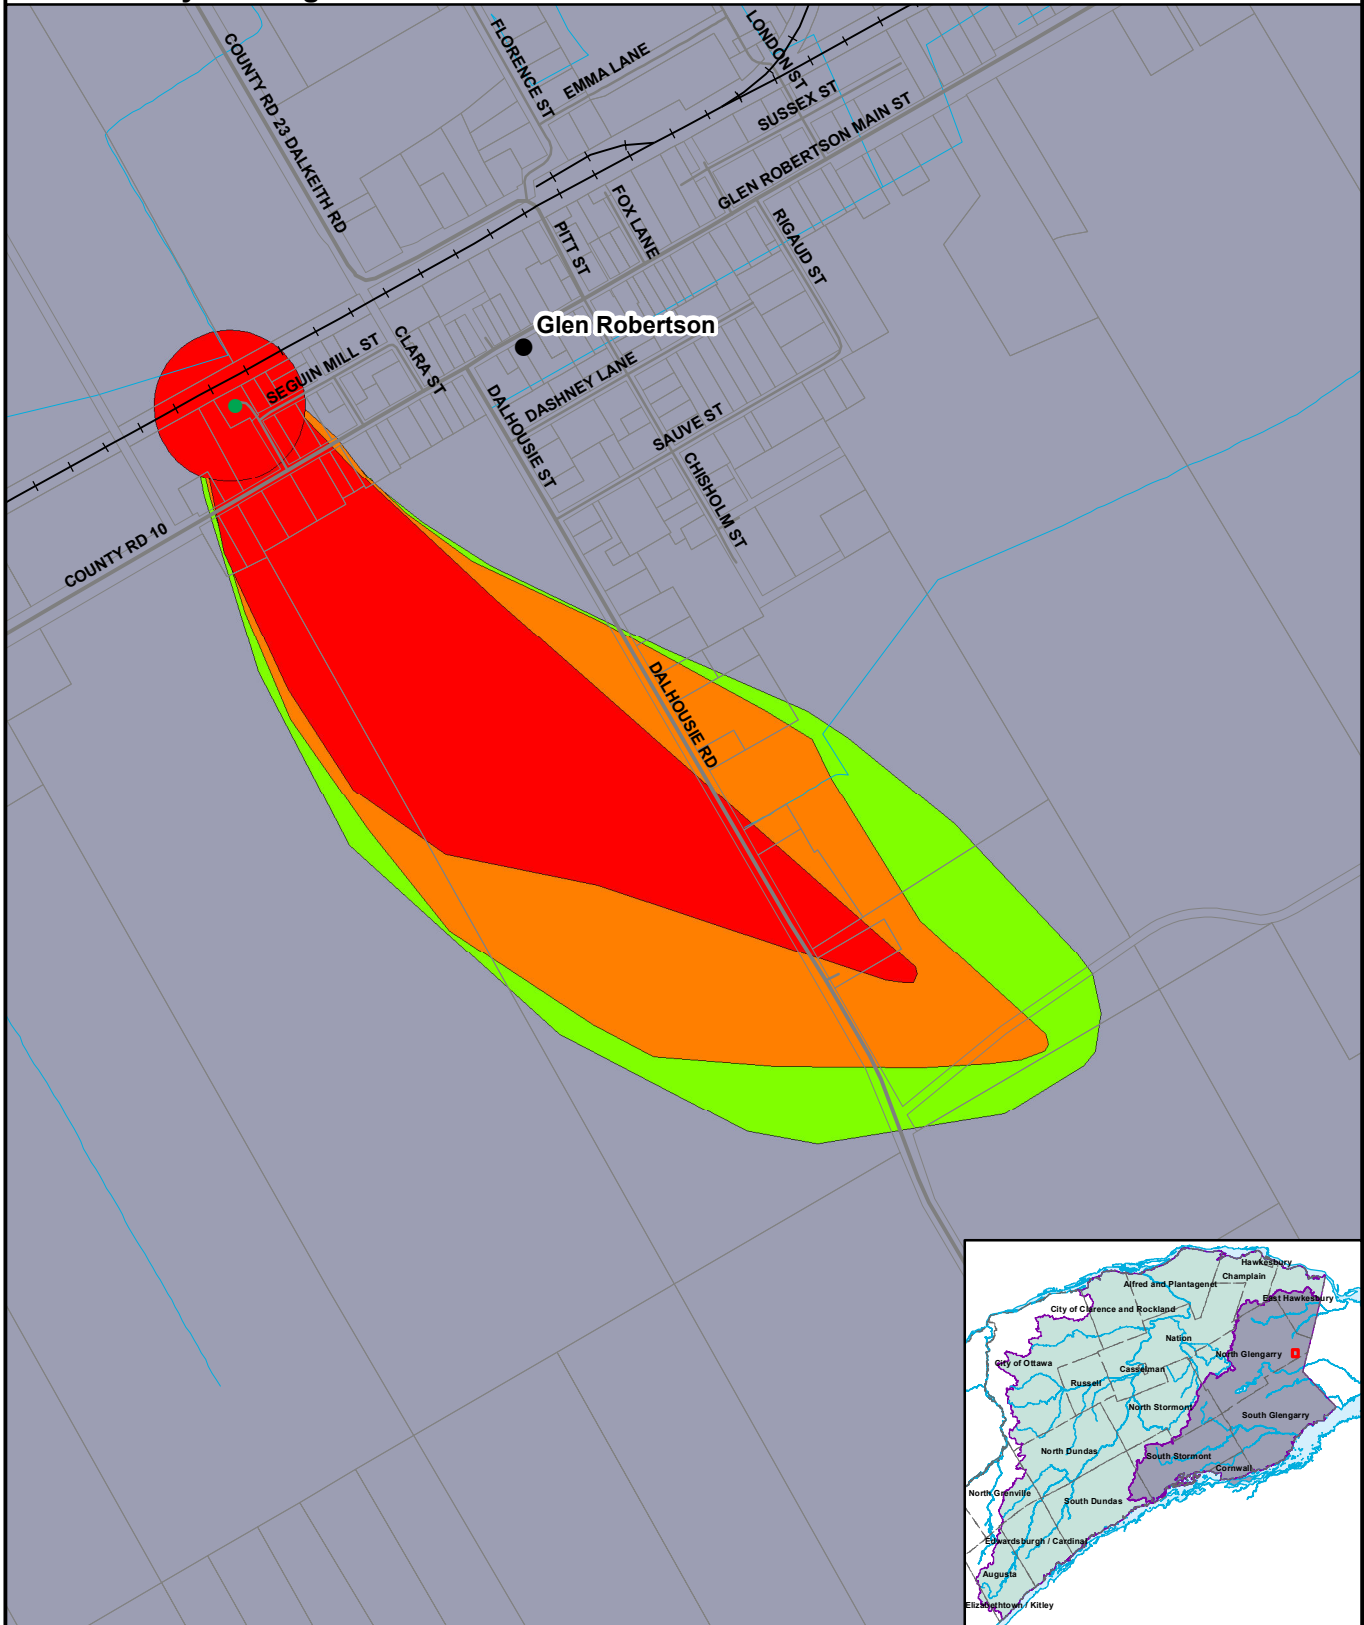 COUNTY RD 23 DALKEITH RD
FLORENCE ST
EMMA LANE
LONDON ST
SUSSEX ST
GLEN ROBERTSON MAIN ST
FOX LANE
PITT ST
RIGAUD ST
Glen Robertson
SEGUIN MILL ST
CLARA ST
DASHNEY LANE
DALHOUSIE ST
SAUVE ST
CHISHOLM ST
COUNTY RD 10
DALHOUSIE RD
Hawkesbury
Champlain
Alfred and Plantagenet
East Hawkesbury
City of Clarence and Rockland
Nation
North Glengarry
City of Ottawa
Casselman
Russell
North Stormont
South Glengarry
North Dundas
South Stormont
Cornwall
North Grenville
South Dundas
Edwardsburgh / Cardinal
Augusta
Elizabethtown / Kitley